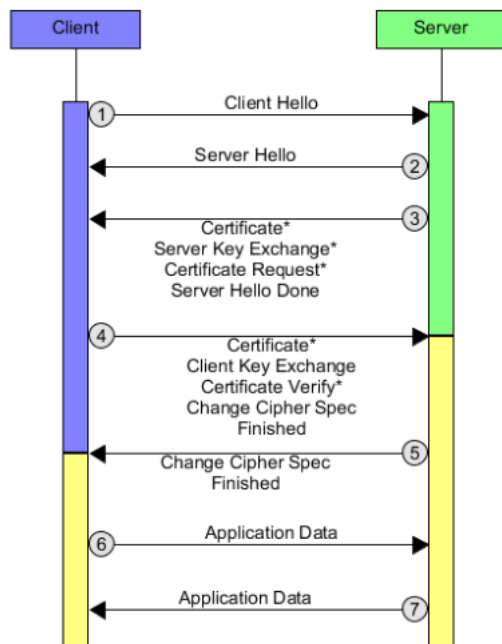 Client
Server
1
Client Hello
Server Hello
2
3
Certificate*
Server Key Exchange*
Certificate Request*
Server Hello Done
4
Certificate*
Client Key Exchange
Certificate Verify*
Change Cipher Spec
Finished
5
Change Cipher Spec
Finished
6
Application Data
Application Data
7